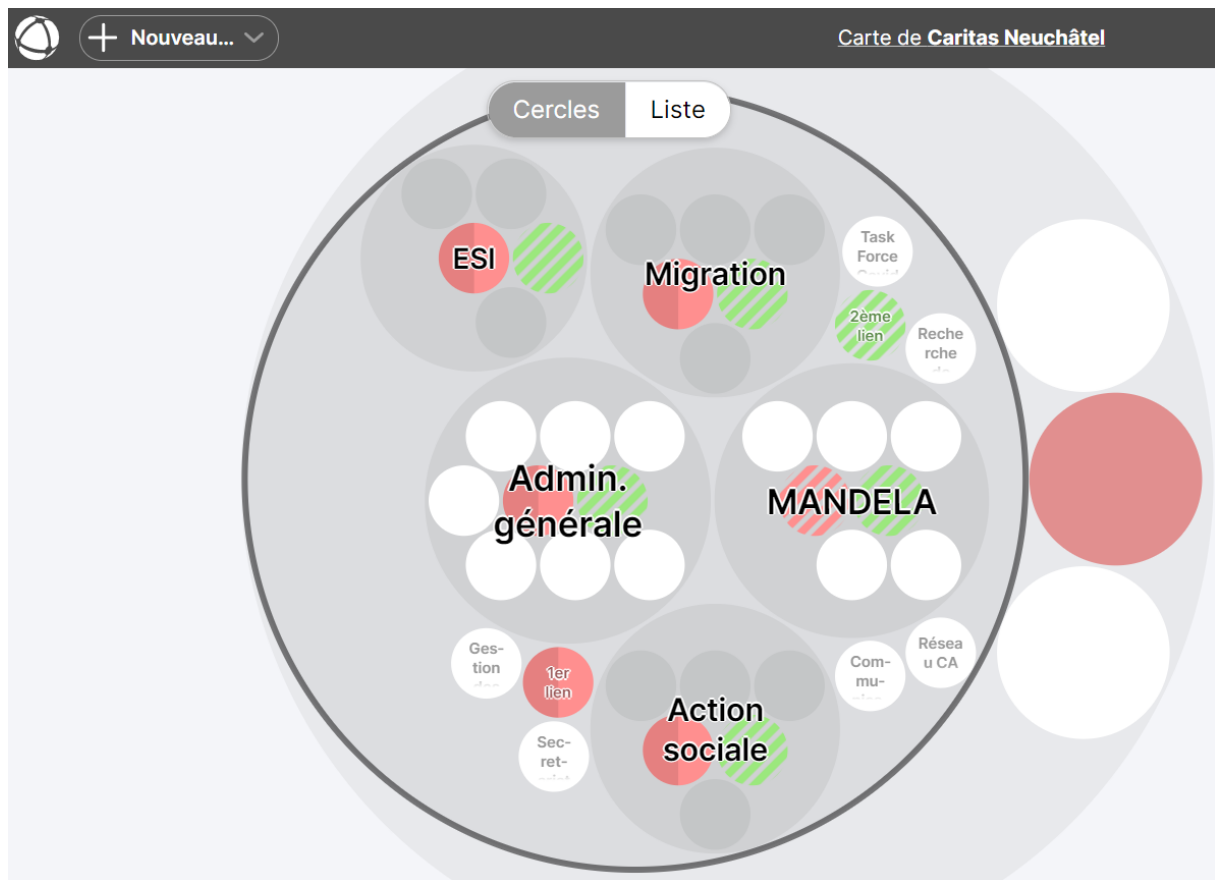 Nouveau...
Carte de Caritas Neuchâtel
Cercles
Liste
ESI
Migration
Task
Force
2ème
lien
Reche
rche
Admin.
générale
MANDELA
Ges-
tion
1er
lien
Sec-
ret-
Action
sociale
Com-
mu-
Résea
u CA